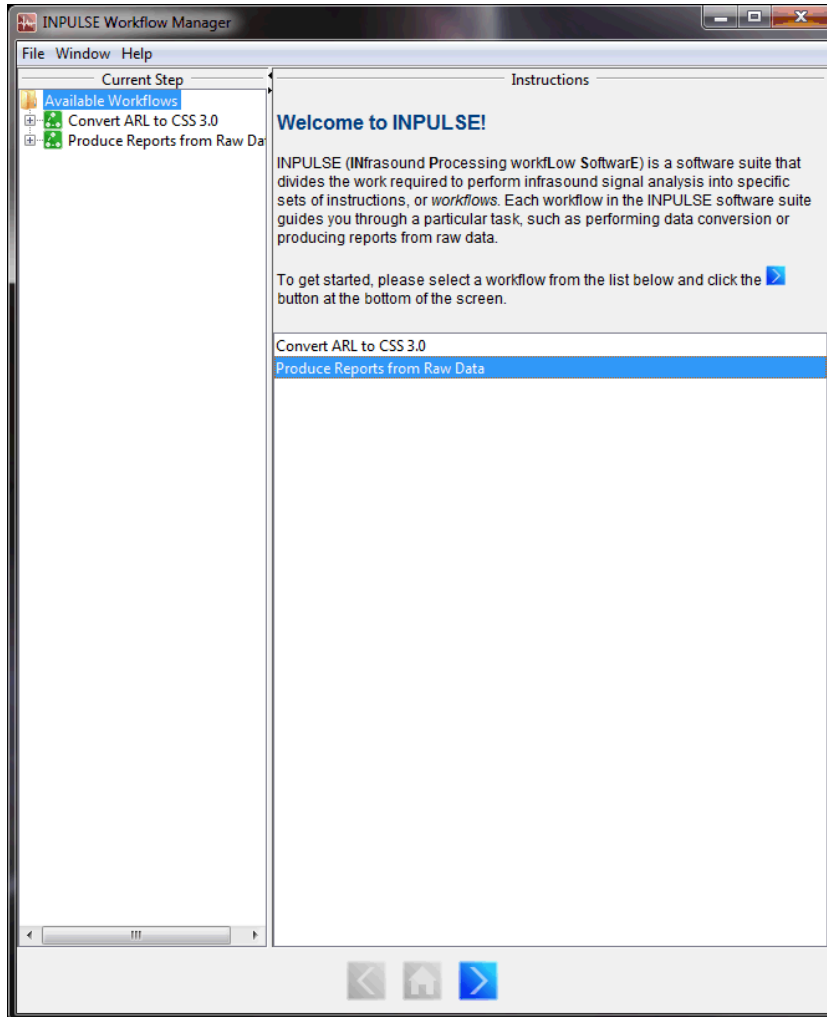 INPULSE Workflow Manager
File Window Help
Current Step
Available Workflows
Convert ARL to CSS 3.0
Produce Reports from Raw Da
Instructions
Welcome to INPULSE!
INPULSE (INfrasound Processing workfLow SoftwarE) is a software suite that
divides the work required to perform infrasound signal analysis into specific
sets of instructions, or workflows. Each workflow in the INPULSE software suite
guides you through a particular task, such as performing data conversion or
producing reports from raw data.
To get started, please select a workflow from the list below and click the
button at the bottom of the screen.
Convert ARL to CSS 3.0
Produce Reports from Raw Data